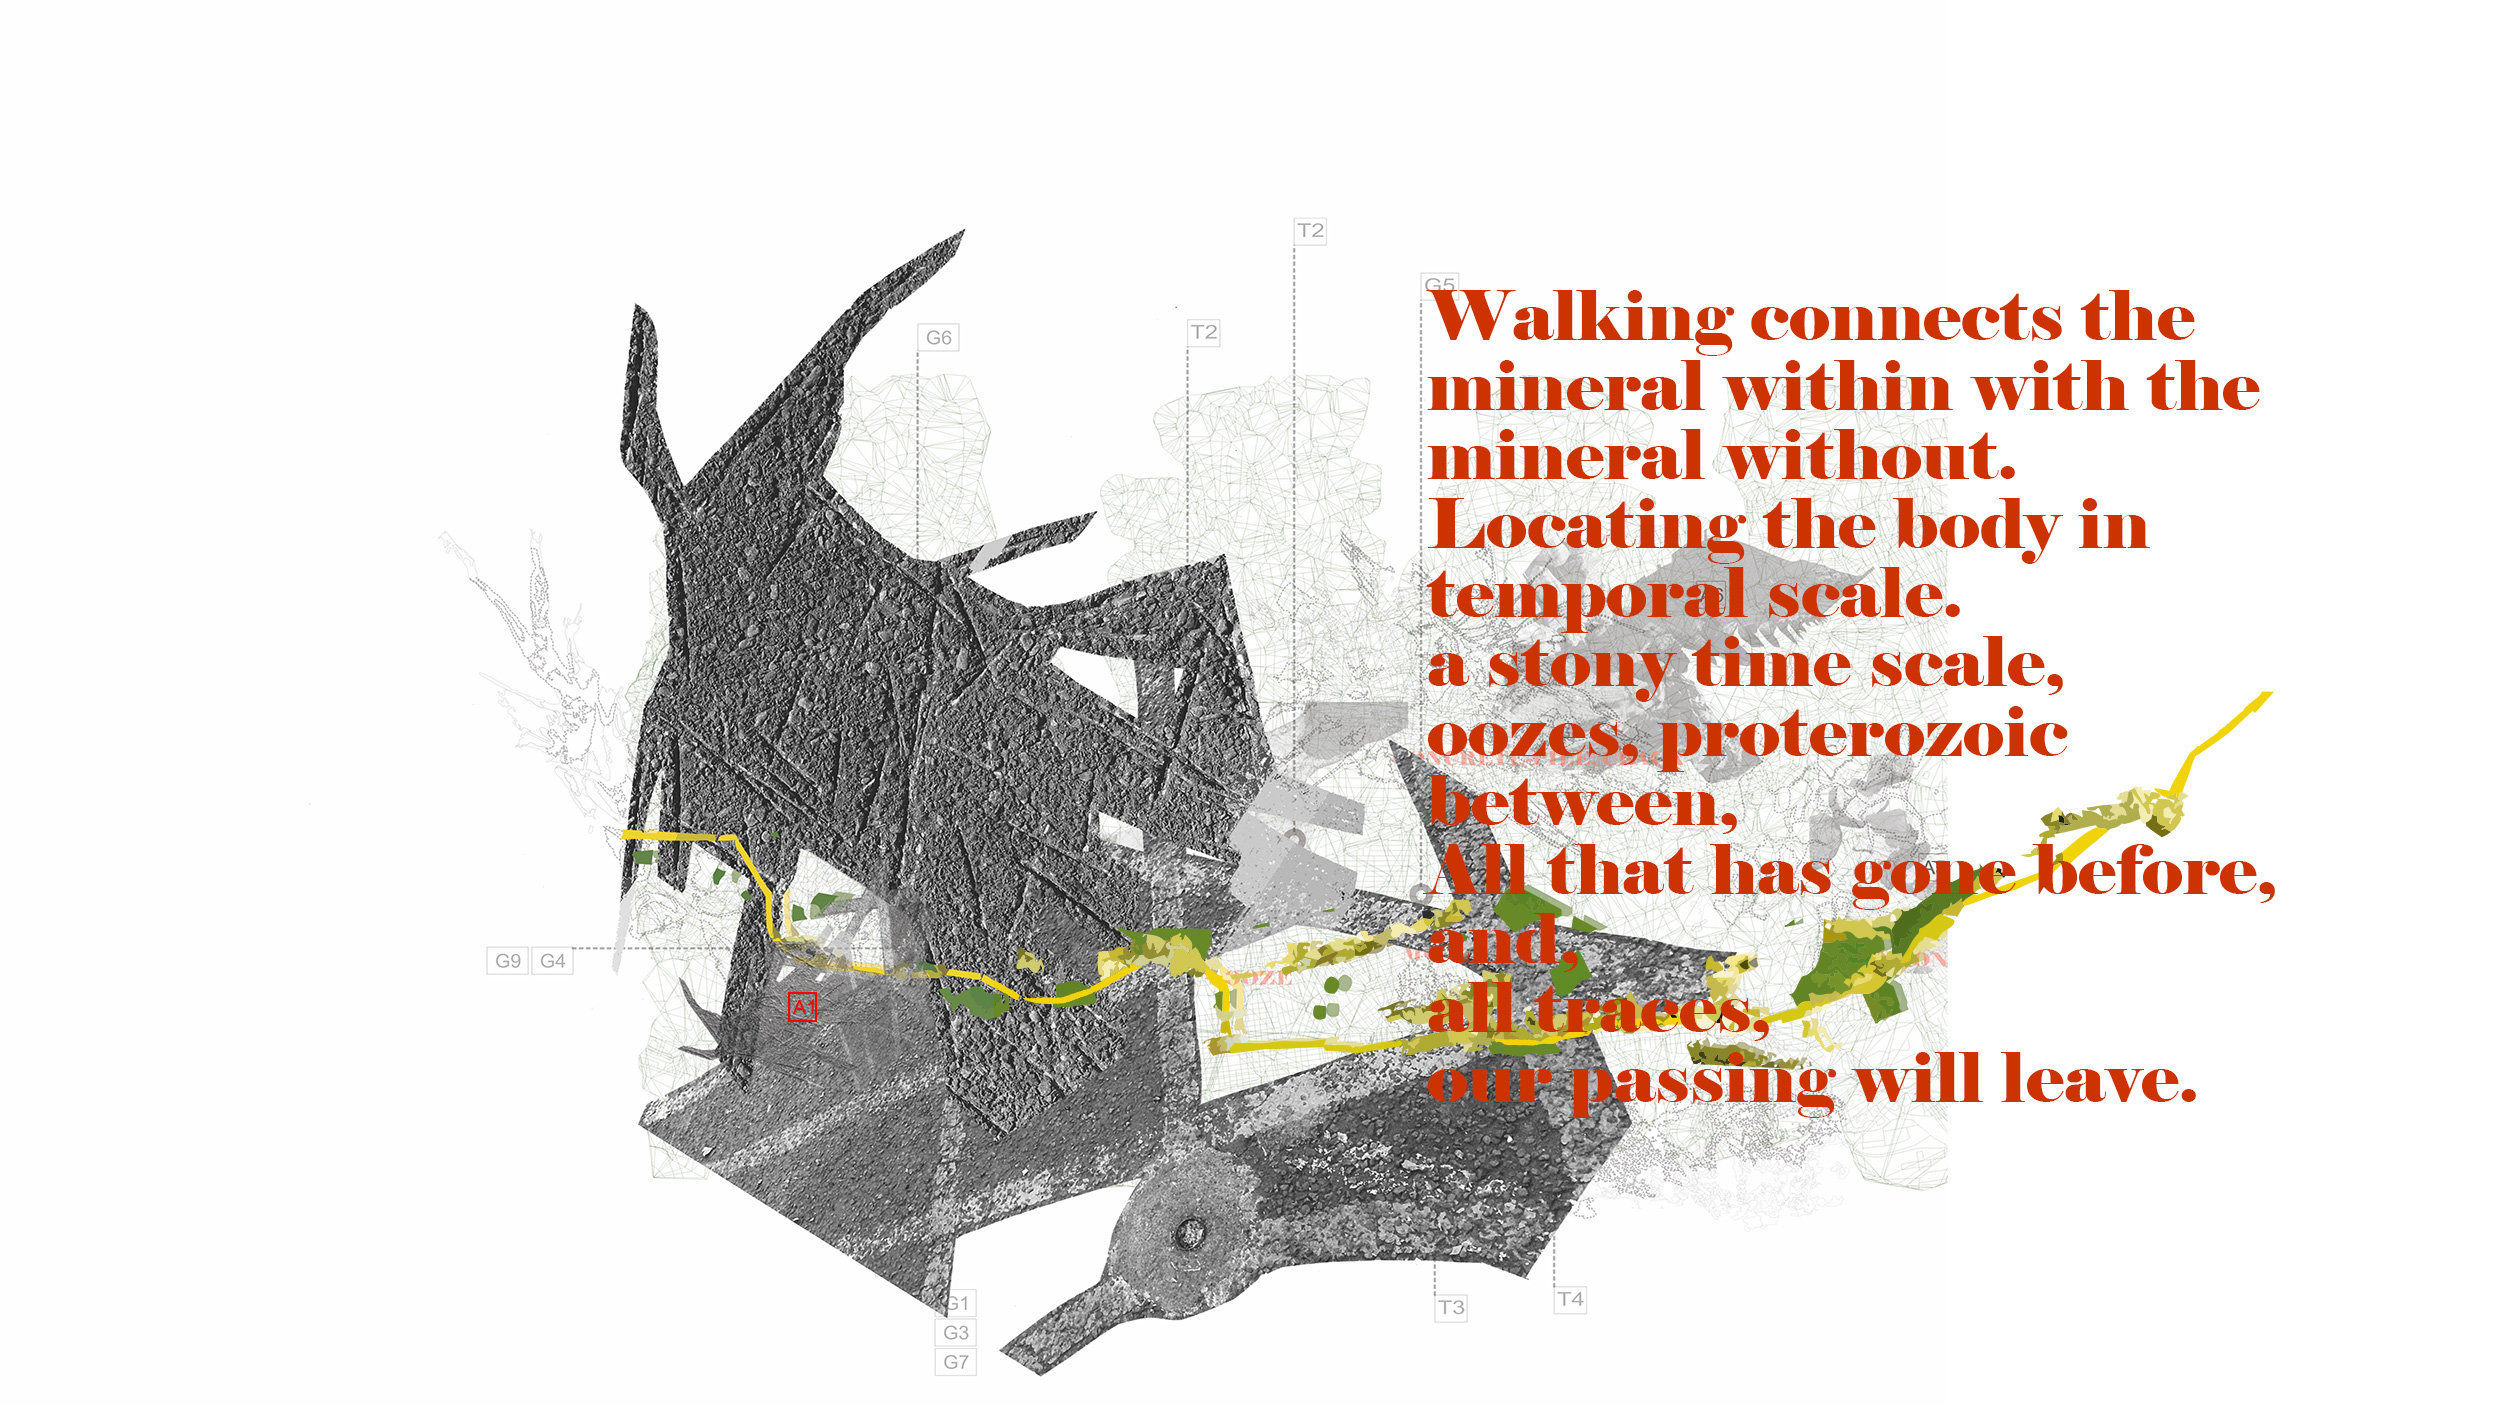 T2
G5
G6
T2
Walking connects the
mineral within with the
mineral without.
Locating the body in
temporal scale.
a stony time scale,
oozes, proterozoic
between,
All that has gone before,
and,
all traces,
our passing will leave.
G9 G4
A1
G1
G3
G7
T3
T4